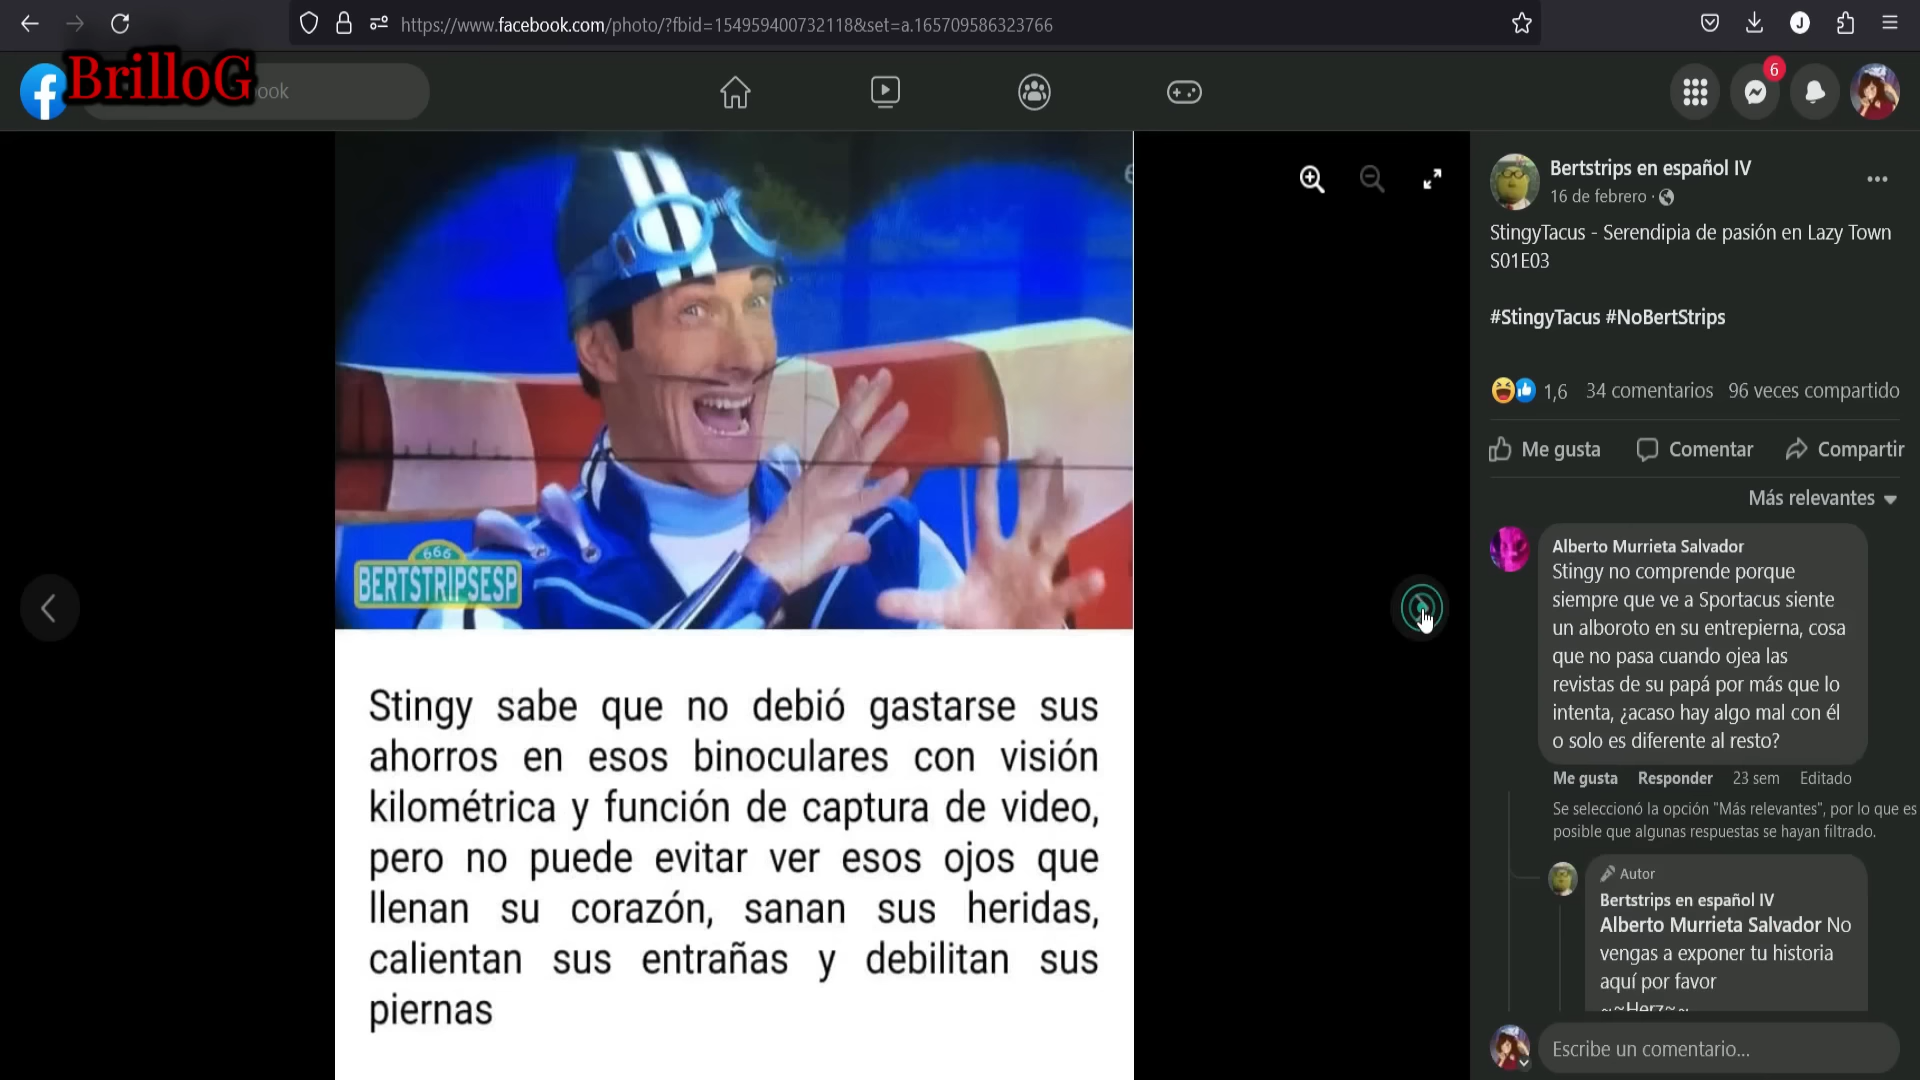 https://www.facebook.com/photo/?fbid=154959400732118&set=a.165709586323766
BrilloG
ook
6
666
BERTSTRIPSESP
Stingy sabe que no debió gastarse sus
ahorros en esos binoculares con visión
kilométrica y función de captura de video,
pero no puede evitar ver esos ojos que
llenan su corazón, sanan sus heridas,
calientan sus entrañas y debilitan sus
piernas
Bertstrips en español IV
16 de febrero ·
StingyTacus - Serendipia de pasión en Lazy Town
S01E03
#StingyTacus #NoBertStrips
1,6 34 comentarios 96 veces compartido
Me gusta Comentar Compartir
Más relevantes
Alberto Murrieta Salvador
Stingy no comprende porque
siempre que ve a Sportacus siente
un alboroto en su entrepierna, cosa
que no pasa cuando ojea las
revistas de su papá por más que lo
intenta, ¿acaso hay algo mal con él
o solo es diferente al resto?
Me gusta Responder 23 sem Editado
Se seleccionó la opción "Más relevantes", por lo que es
posible que algunas respuestas se hayan filtrado.
Autor
Bertstrips en español IV
Alberto Murrieta Salvador No
vengas a exponer tu historia
aquí por favor
~~Herz~~
Escribe un comentario...